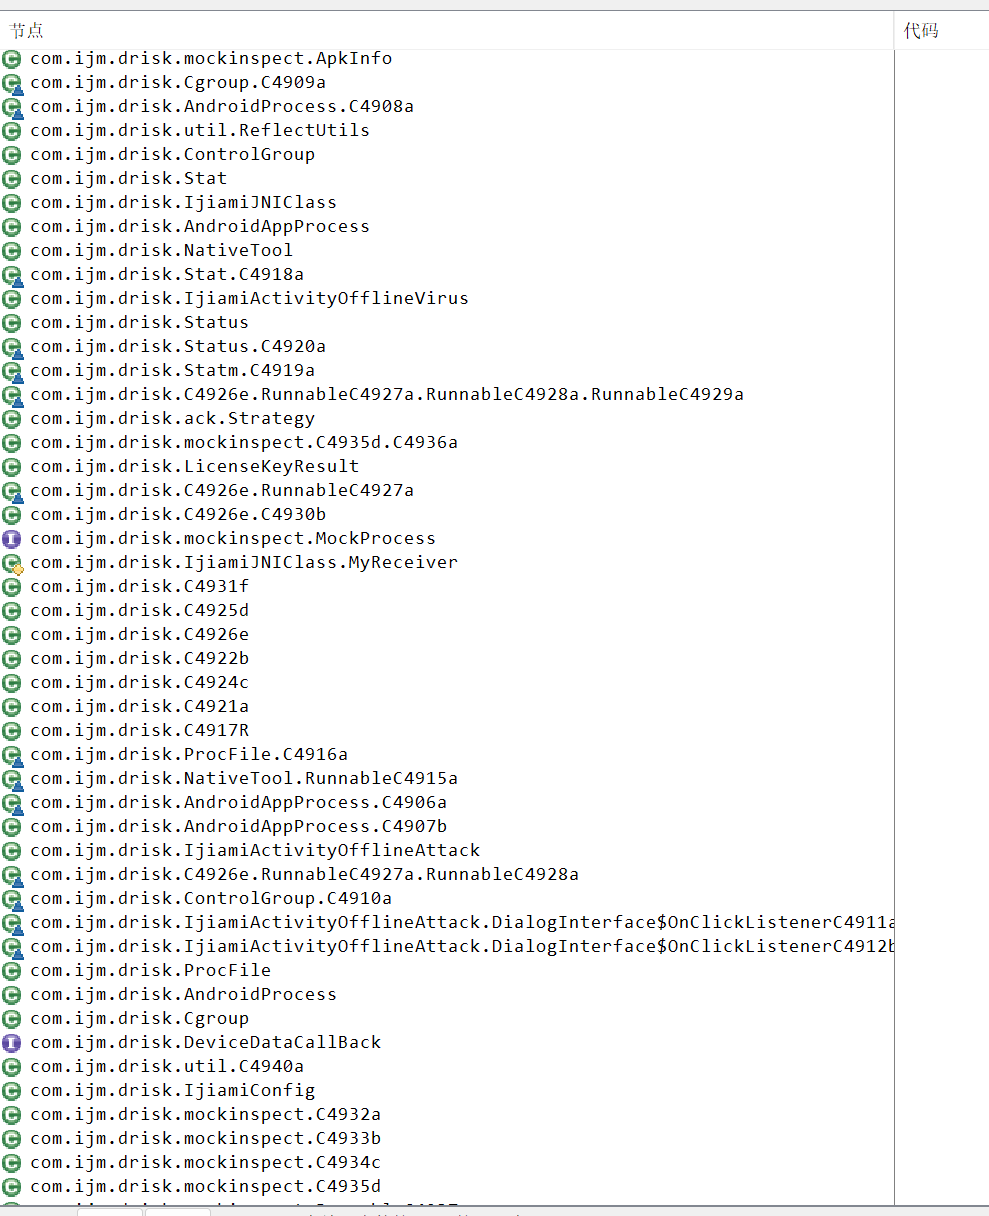 节点 代码
com.ijm.drisk.mockinspect.ApkInfo
com.ijm.drisk.Cgroup.C4909a
com.ijm.drisk.AndroidProcess.C4908a
com.ijm.drisk.util.ReflectUtils
com.ijm.drisk.ControlGroup
com.ijm.drisk.Stat
com.ijm.drisk.IjiamiJNIClass
com.ijm.drisk.AndroidAppProcess
com.ijm.drisk.NativeTool
com.ijm.drisk.Stat.C4918a
com.ijm.drisk.IjiamiActivityOfflineVirus
com.ijm.drisk.Status
com.ijm.drisk.Status.C4920a
com.ijm.drisk.Statm.C4919a
com.ijm.drisk.C4926e.RunnableC4927a.RunnableC4928a.RunnableC4929a
com.ijm.drisk.ack.Strategy
com.ijm.drisk.mockinspect.C4935d.C4936a
com.ijm.drisk.LicenseKeyResult
com.ijm.drisk.C4926e.RunnableC4927a
com.ijm.drisk.C4926e.C4930b
com.ijm.drisk.mockinspect.MockProcess
com.ijm.drisk.IjiamiJNIClass.MyReceiver
com.ijm.drisk.C4931f
com.ijm.drisk.C4925d
com.ijm.drisk.C4926e
com.ijm.drisk.C4922b
com.ijm.drisk.C4924c
com.ijm.drisk.C4921a
com.ijm.drisk.C4917R
com.ijm.drisk.ProcFile.C4916a
com.ijm.drisk.NativeTool.RunnableC4915a
com.ijm.drisk.AndroidAppProcess.C4906a
com.ijm.drisk.AndroidAppProcess.C4907b
com.ijm.drisk.IjiamiActivityOfflineAttack
com.ijm.drisk.C4926e.RunnableC4927a.RunnableC4928a
com.ijm.drisk.ControlGroup.C4910a
com.ijm.drisk.IjiamiActivityOfflineAttack.DialogInterface$OnClickListenerC4911a
com.ijm.drisk.IjiamiActivityOfflineAttack.DialogInterface$OnClickListenerC4912b
com.ijm.drisk.ProcFile
com.ijm.drisk.AndroidProcess
com.ijm.drisk.Cgroup
com.ijm.drisk.DeviceDataCallBack
com.ijm.drisk.util.C4940a
com.ijm.drisk.IjiamiConfig
com.ijm.drisk.mockinspect.C4932a
com.ijm.drisk.mockinspect.C4933b
com.ijm.drisk.mockinspect.C4934c
com.ijm.drisk.mockinspect.C4935d